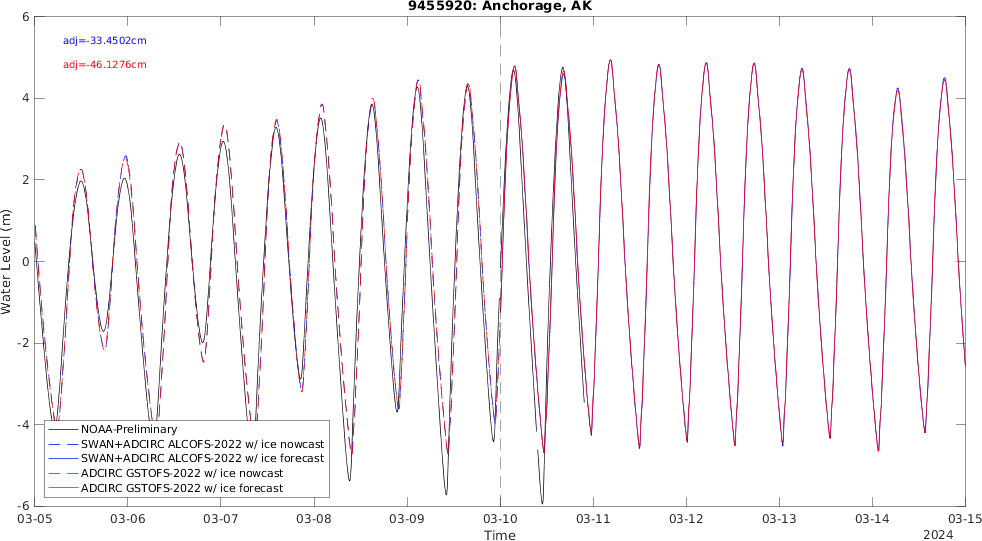 9455920: Anchorage, AK
adj=-33.4502cm
adj=-46.1276cm
6
4
2
0
-2
-4
-6
Water Level (m)
NOAA-Preliminary
SWAN+ADCIRC ALCOFS-2022 w/ ice nowcast
SWAN+ADCIRC ALCOFS-2022 w/ ice forecast
ADCIRC GSTOFS-2022 w/ ice nowcast
ADCIRC GSTOFS-2022 w/ ice forecast
03-05 03-06 03-07 03-08 03-09 03-10 03-11 03-12 03-13 03-14 03-15
Time
2024